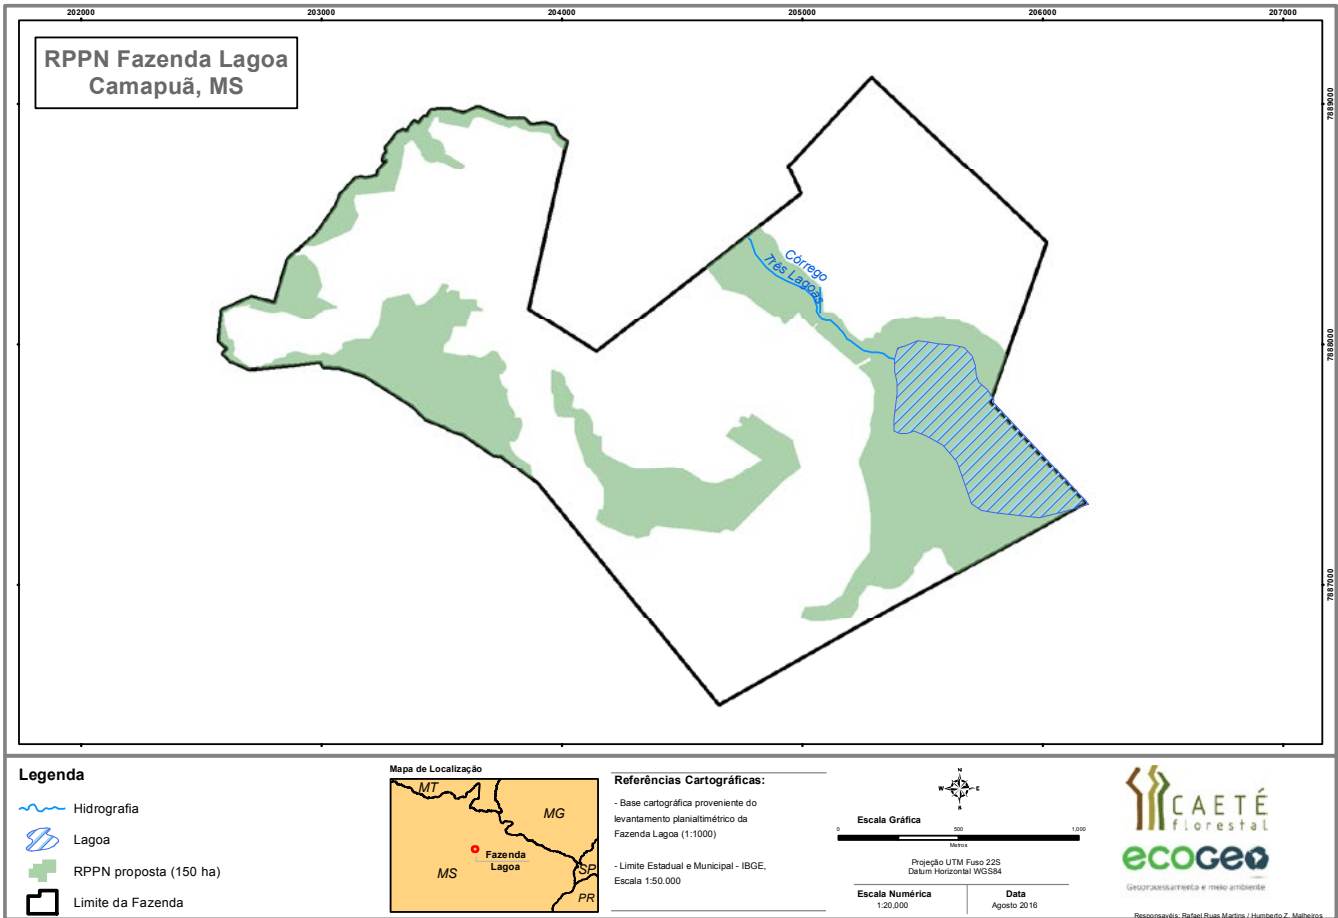 202000
203000
204000
205000
206000
207000
RPPN Fazenda Lagoa
Camapuã, MS
7889000
7888000
7887000
Córrego
Três Lagoas
Legenda
Hidrografia
Lagoa
RPPN proposta (150 ha)
Limite da Fazenda
Mapa de Localização
MT
MG
MS
Fazenda
Lagoa
SP
PR
Referências Cartográficas:
- Base cartográfica proveniente do
levantamento planialtimétrico da
Fazenda Lagoa (1:1000)
- Limite Estadual e Municipal - IBGE,
Escala 1:50.000
N
W
E
S
Escala Gráfica
0 500 1,000
Metros
Projeção UTM Fuso 22S
Datum Horizontal WGS84
Escala Numérica
1:20,000
Data
Agosto 2016
CAETÉ
florestal
ecogeo
Geoprocessamento e meio ambiente
Responsavéis: Rafael Ruas Martins / Humberto Z. Malheiros